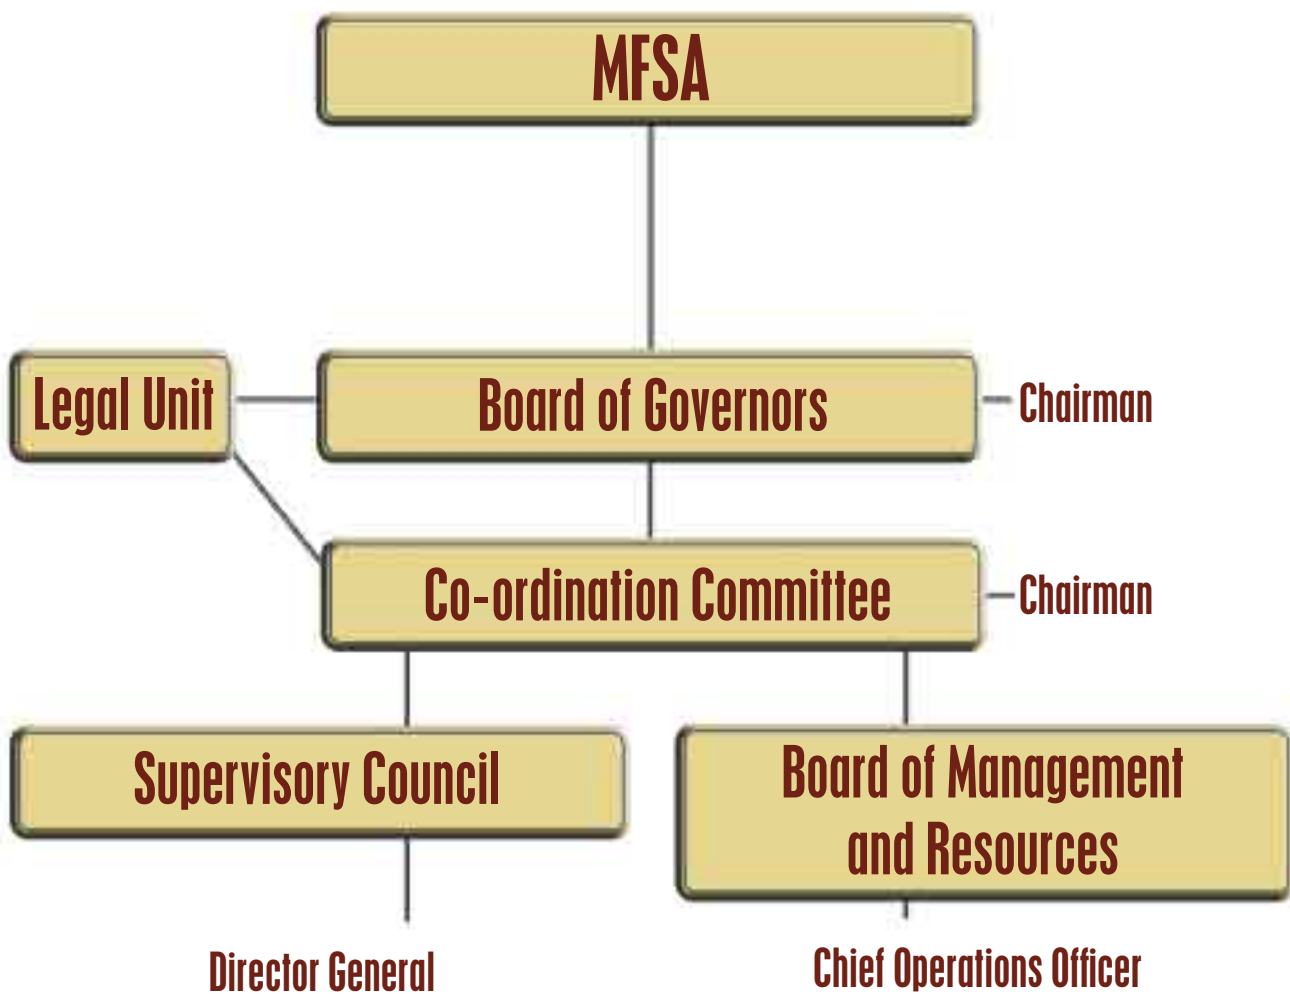 MFSA
Legal Unit
Board of Governors
Chairman
Co-ordination Committee
Chairman
Supervisory Council
Board of Management
and Resources
Director General
Chief Operations Officer